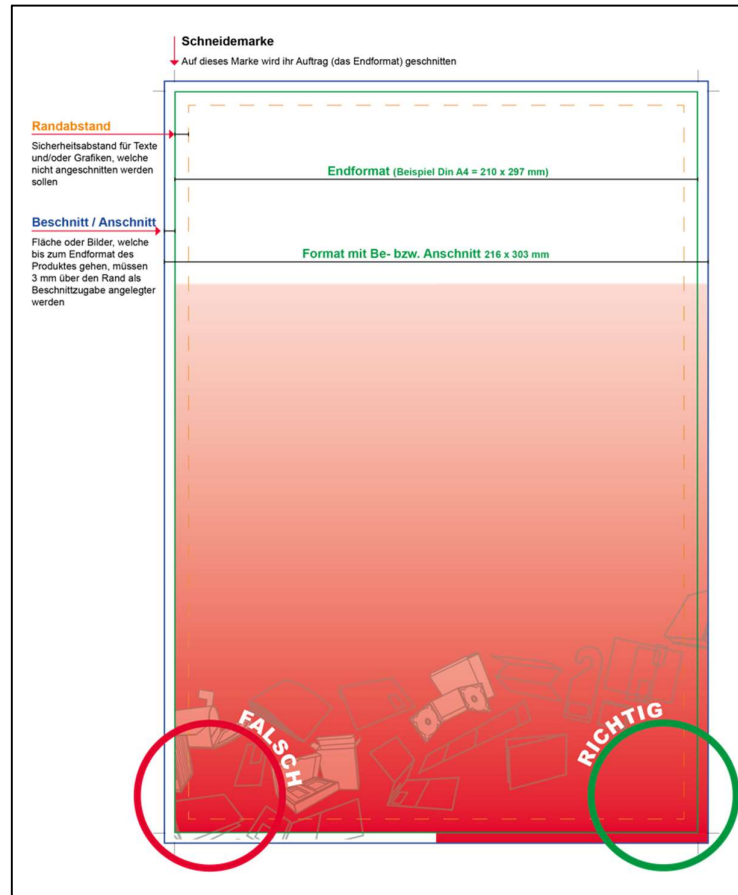 Schneidemarke
Auf dieses Marke wird ihr Auftrag (das Endformat) geschnitten
Randabstand
Sicherheitsabstand für Texte
und/oder Grafiken, welche
nicht angeschnitten werden
sollen
Endformat (Beispiel Din A4 = 210 x 297 mm)
Beschnitt / Anschnitt
Fläche oder Bilder, welche
bis zum Endformat des
Produktes gehen, müssen
3 mm über den Rand als
Beschnittzugabe angelegter
werden
Format mit Be- bzw. Anschnitt 216 x 303 mm
FALSCH
RICHTIG